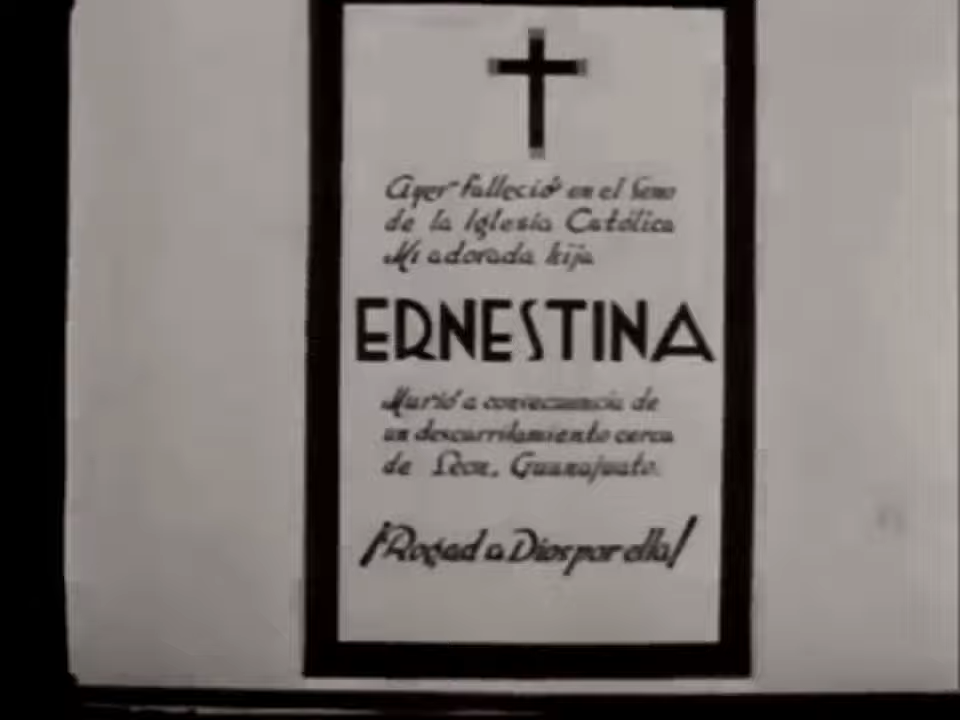 Ayer falleció en el Seno
de la Iglesia Católica
Mi adorada hija
ERNESTINA
Murió a consecuencia de
un descarrilamiento cerca
de León, Guanajuato.
¡Rogad a Dios por ella!